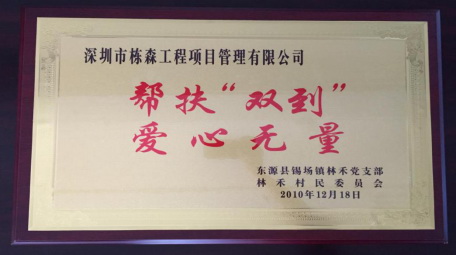 深圳市栋森工程项目管理有限公司
帮扶“双到”
爱心无量
东源县锡场镇林禾党支部
林禾村民委员会
2010年12月18日